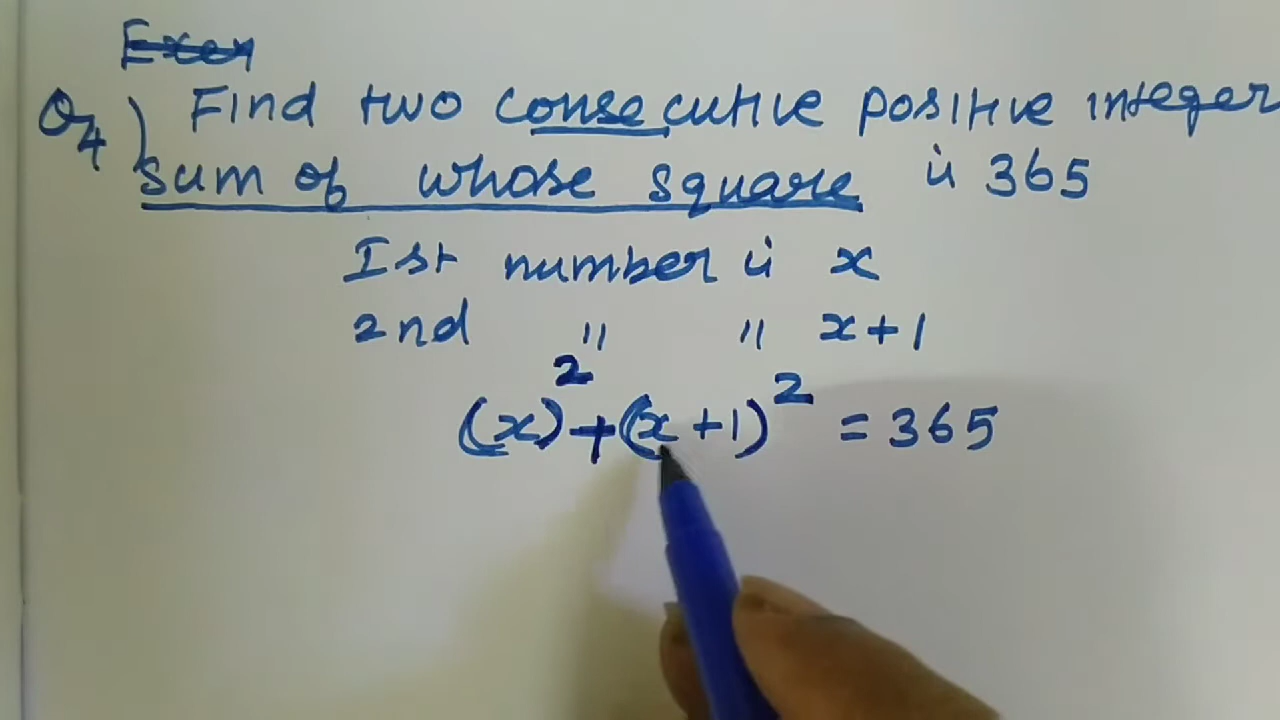 Exer
Q4) Find two consecutive positive integer
sum of whose square is 365
Ist number is x
2nd " " x+1
(x)²+(x+1)² = 365